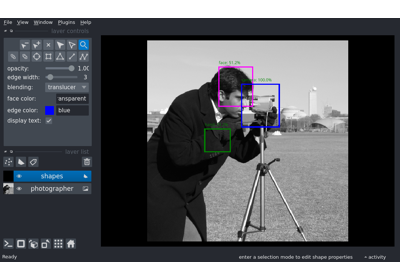 File View Window Plugins Help
layer controls
opacity: 1.00
edge width: 3
blending: translucer
face color: ansparent
edge color: blue
display text:
layer list
shapes
photographer
Ready
enter a selection mode to edit shape properties
activity